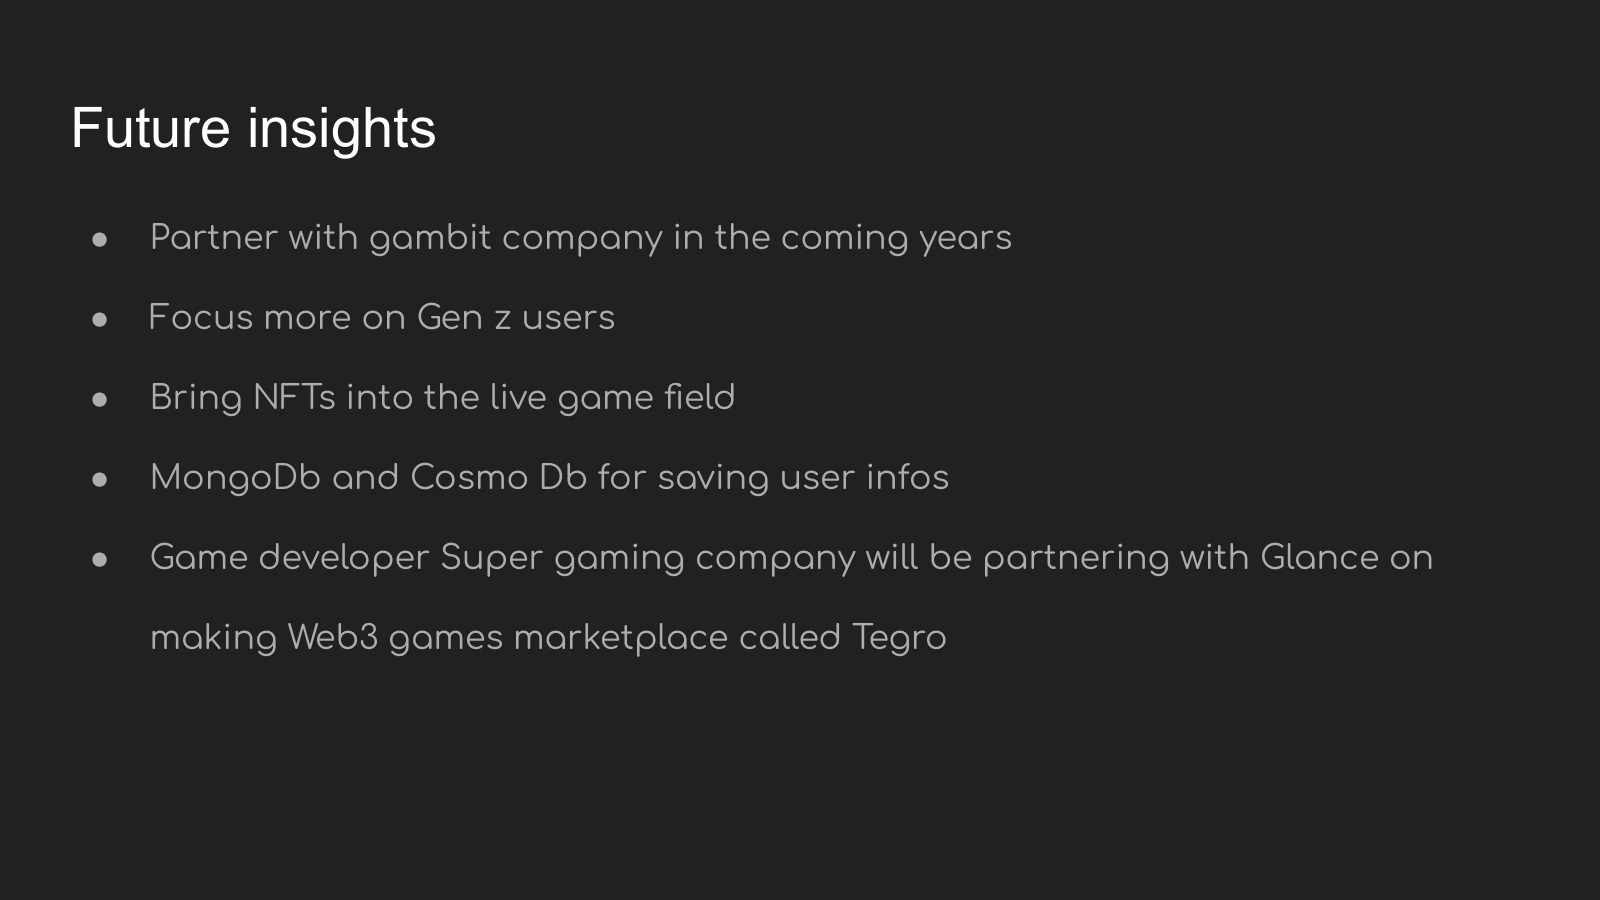 Future insights
● Partner with gambit company in the coming years
● Focus more on Gen z users
● Bring NFTs into the live game field
● MongoDb and Cosmo Db for saving user infos
● Game developer Super gaming company will be partnering with Glance on
making Web3 games marketplace called Tegro